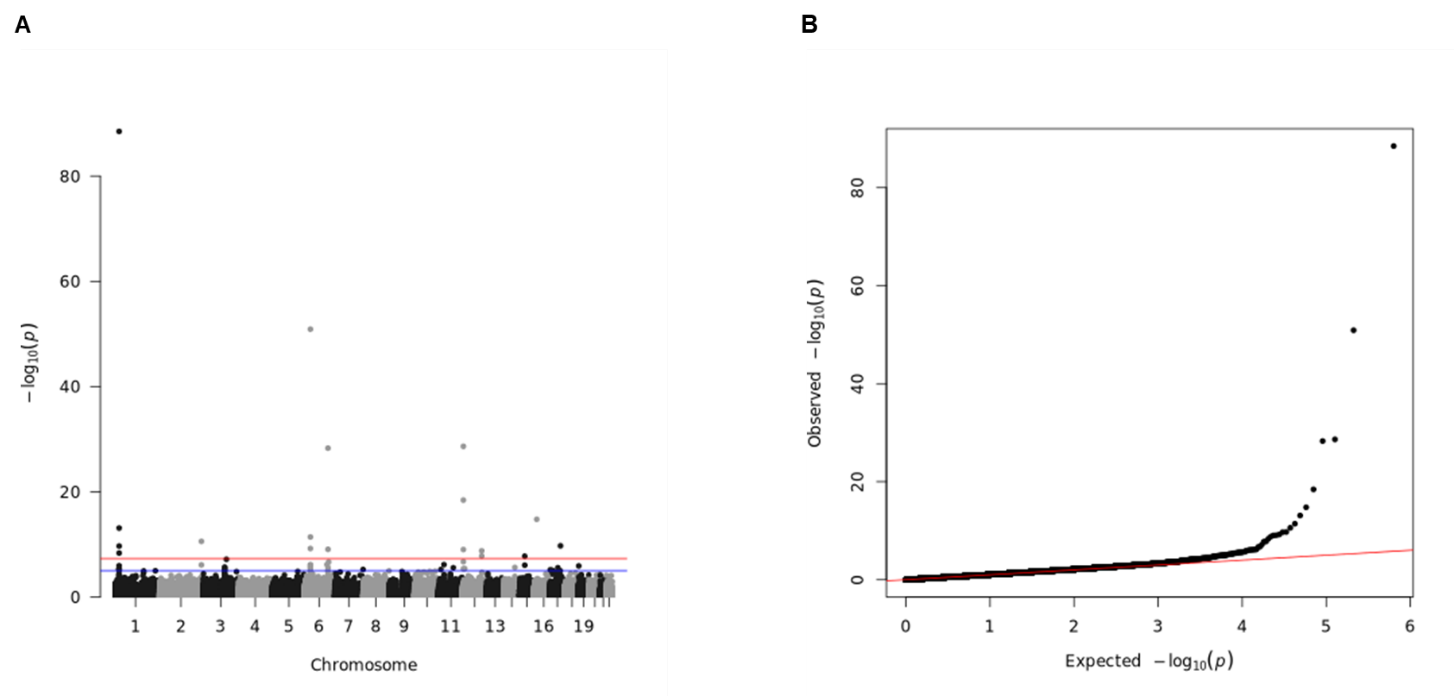 A
B
80
60
40
20
0
−log10(p)
1 2 3 4 5 6 7 8 9 11 13 16 19
Chromosome
80
60
40
20
0
Observed −log10(p)
0 1 2 3 4 5 6
Expected −log10(p)